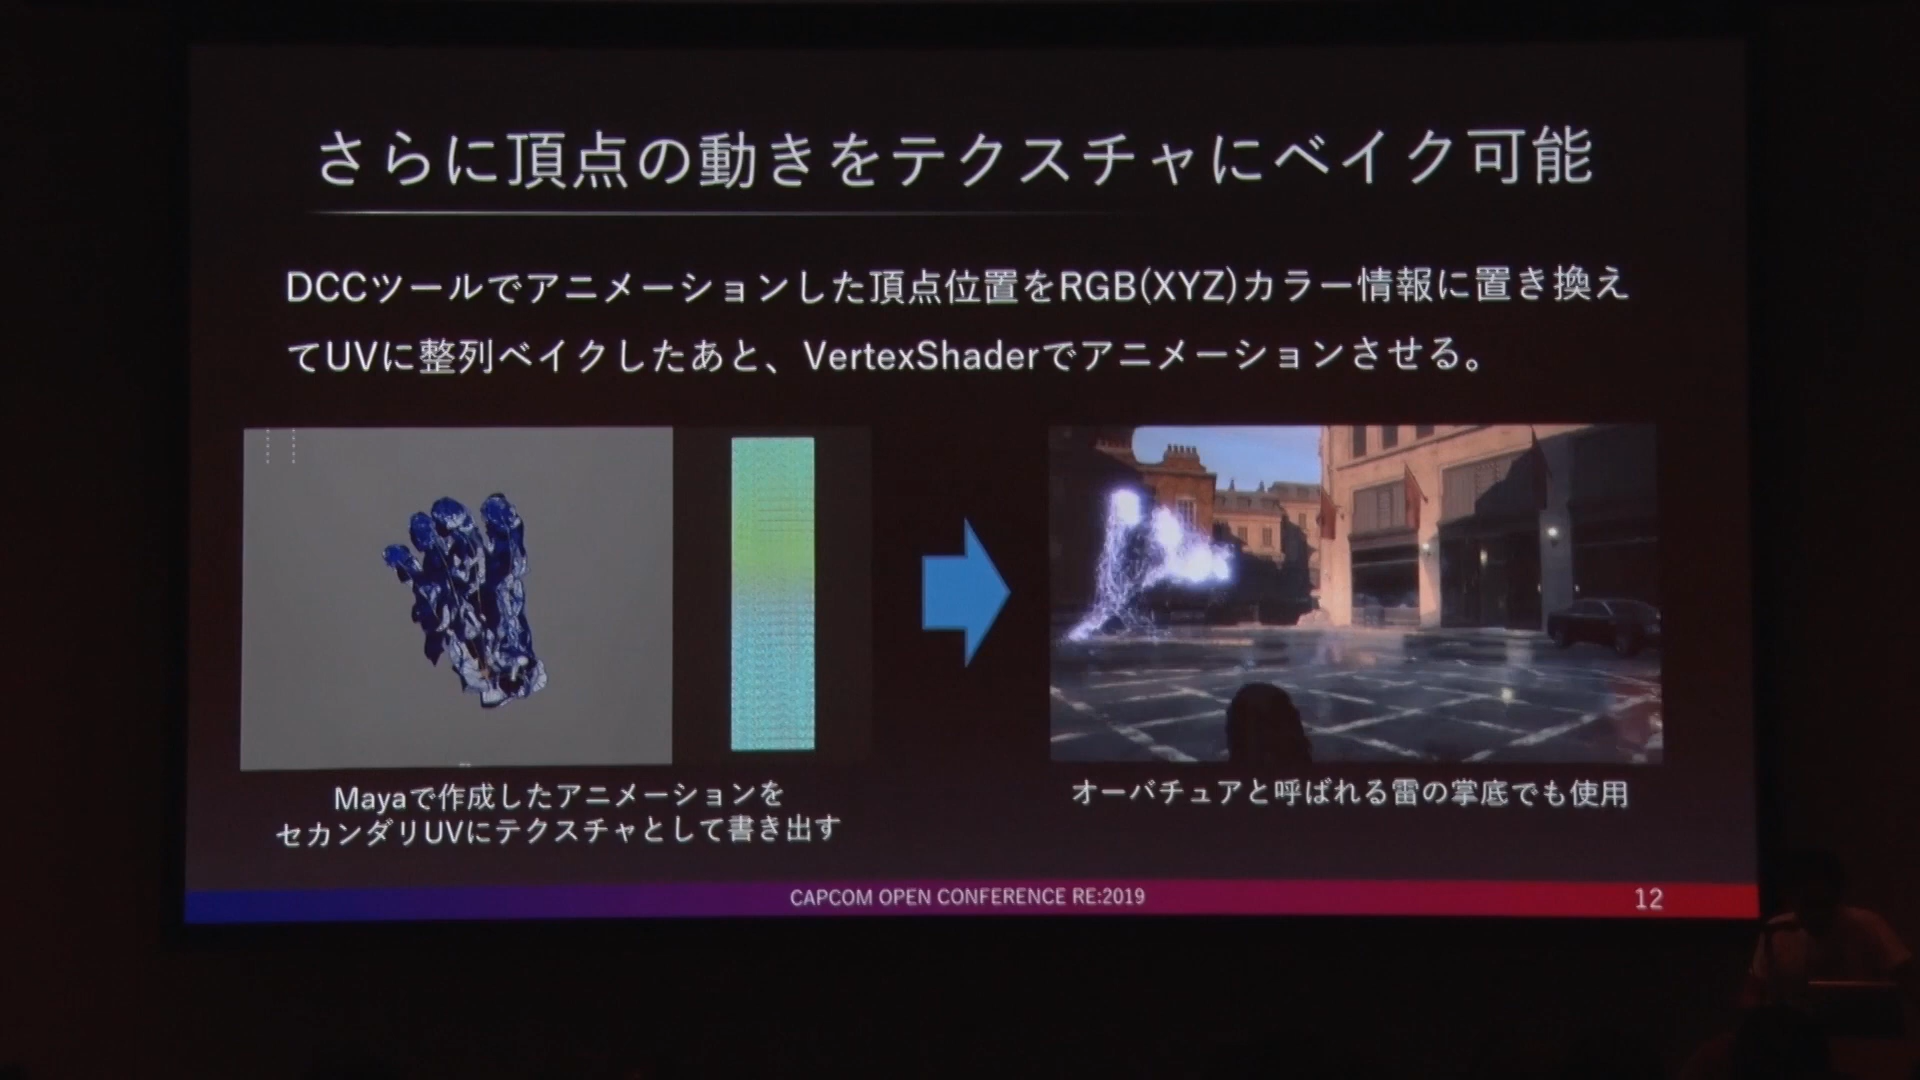 さらに頂点の動きをテクスチャにベイク可能
DCCツールでアニメーションした頂点位置をRGB(XYZ)カラー情報に置き換え
てUVに整列ベイクしたあと、VertexShaderでアニメーションさせる。
Mayaで作成したアニメーションを
セカンダリUVにテクスチャとして書き出す
オーバチュアと呼ばれる雷の掌底でも使用
CAPCOM OPEN CONFERENCE RE:2019
12